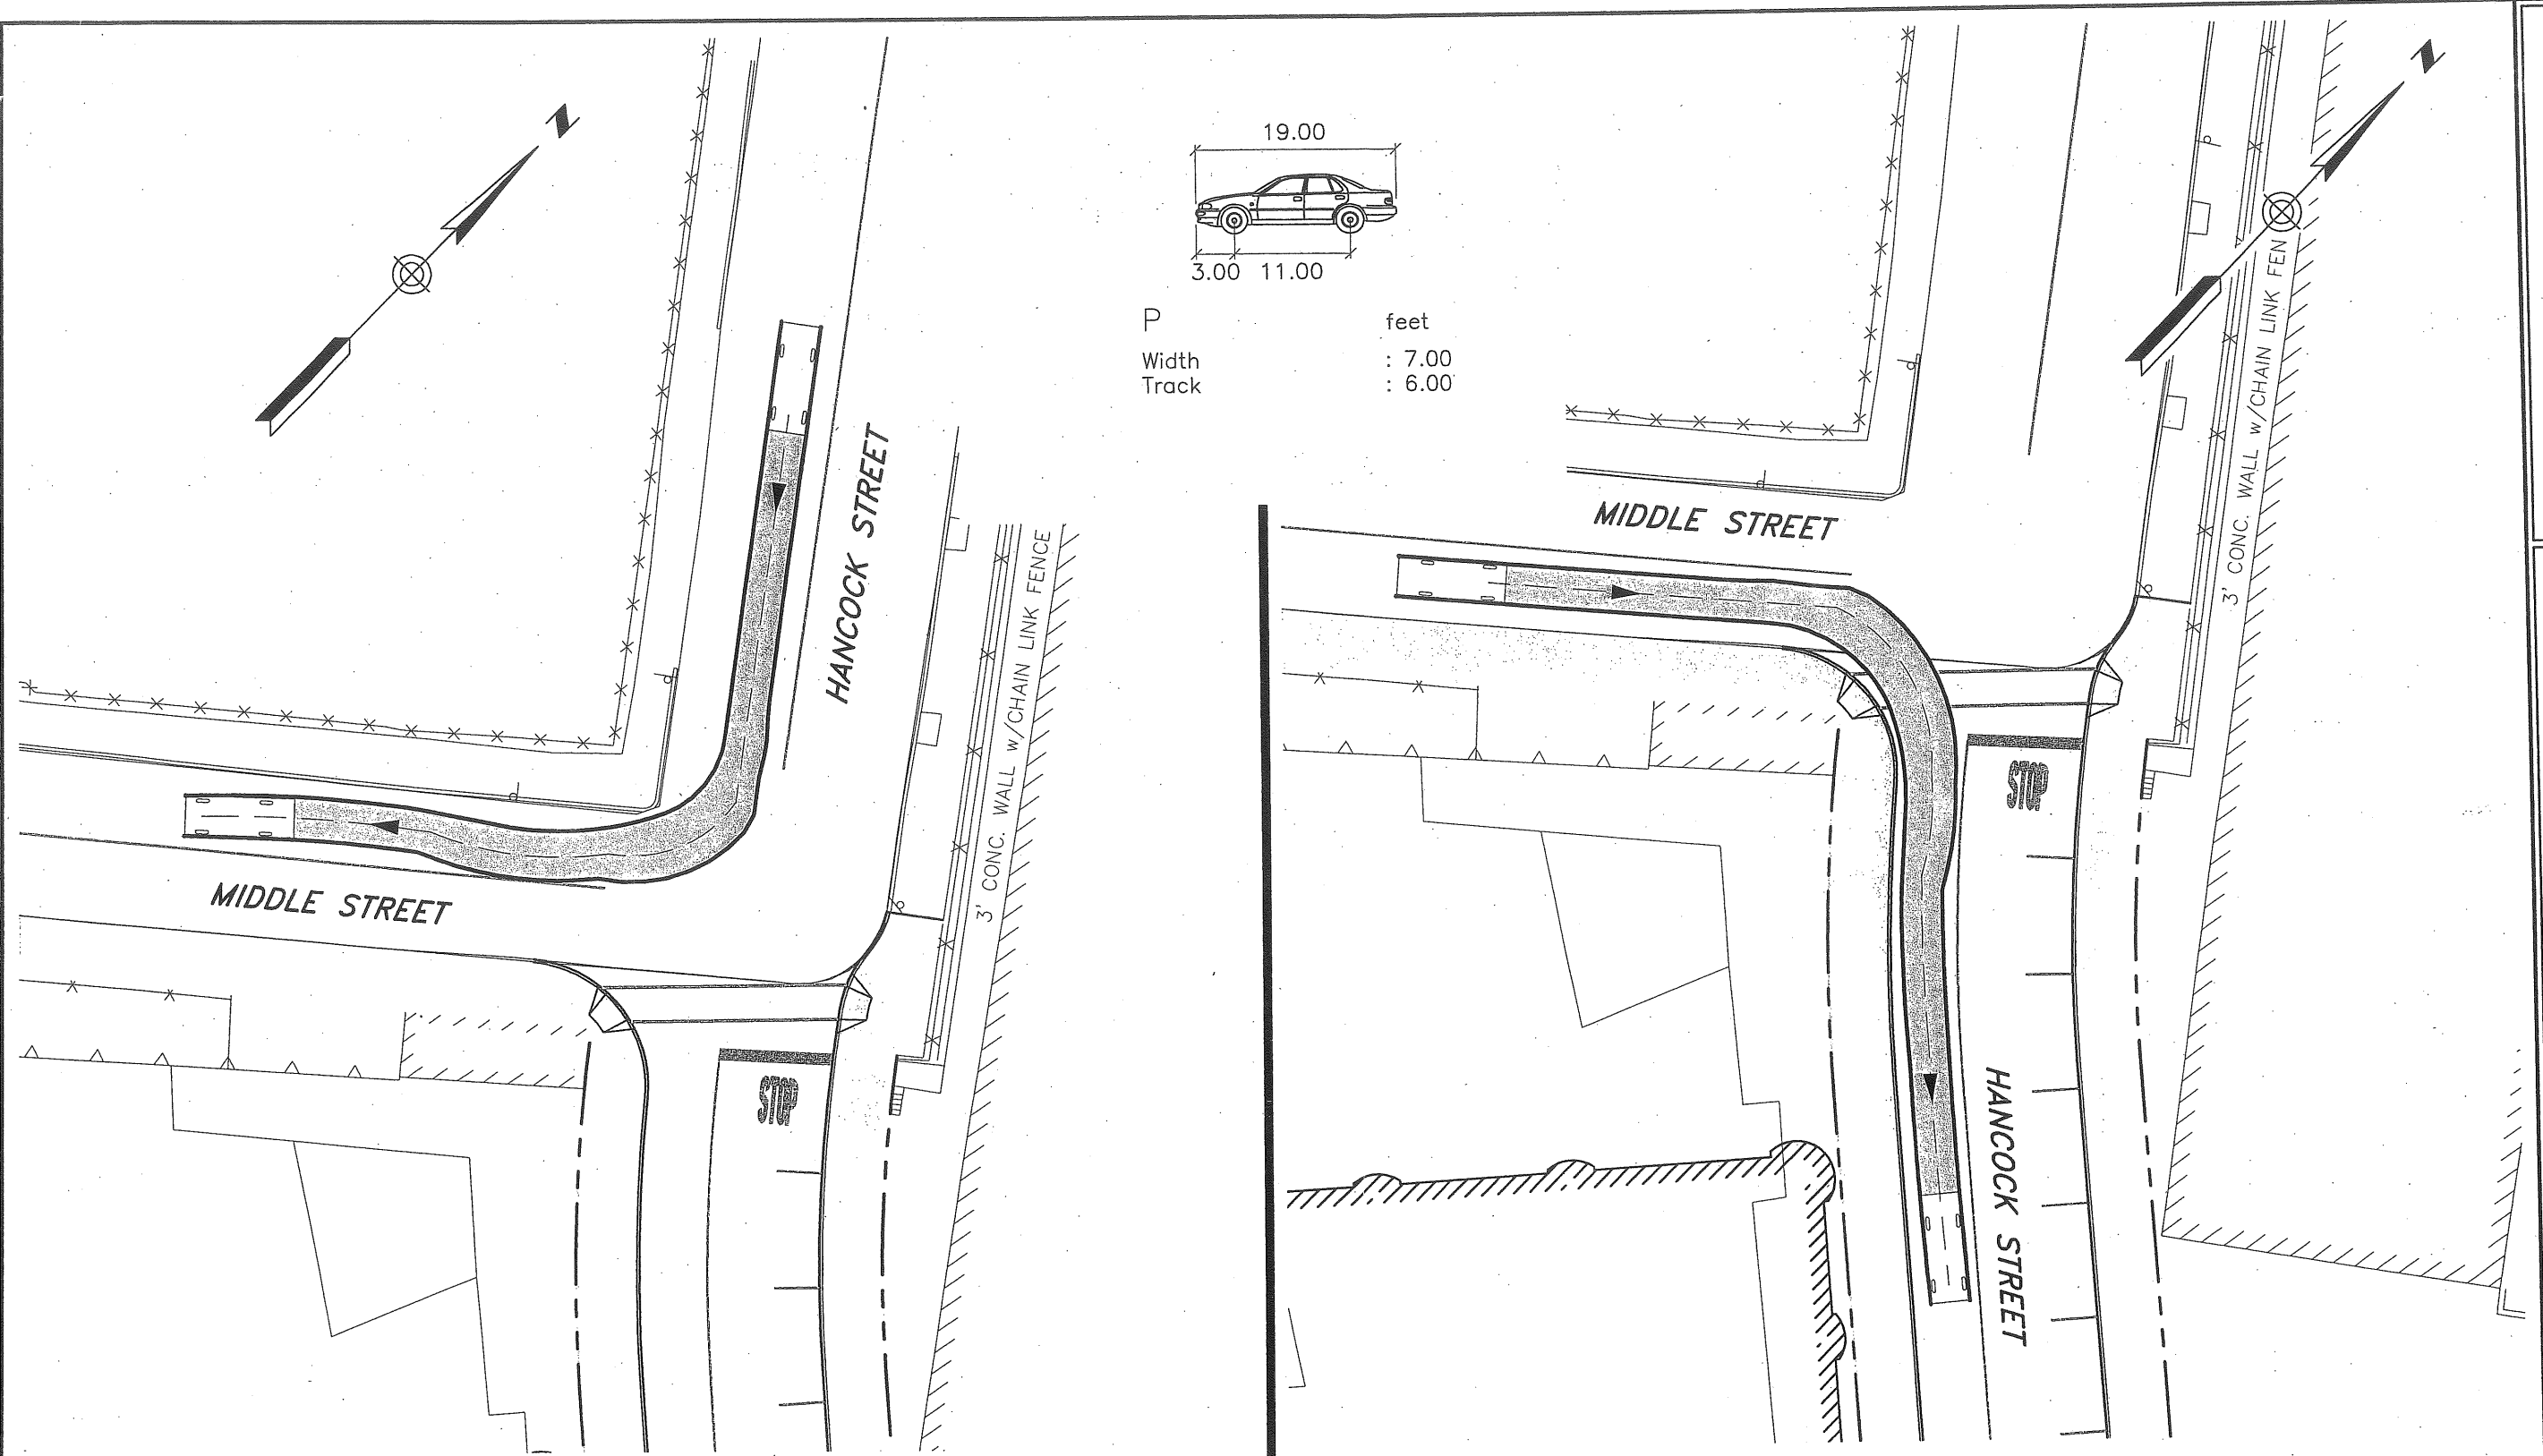 N
HANCOCK STREET
3' CONC. WALL w/CHAIN LINK FENCE
MIDDLE STREET
STOP
19.00
3.00 11.00
P feet
Width : 7.00
Track : 6.00
N
3' CONC. WALL w/CHAIN LINK FEN
MIDDLE STREET
STOP
HANCOCK STREET